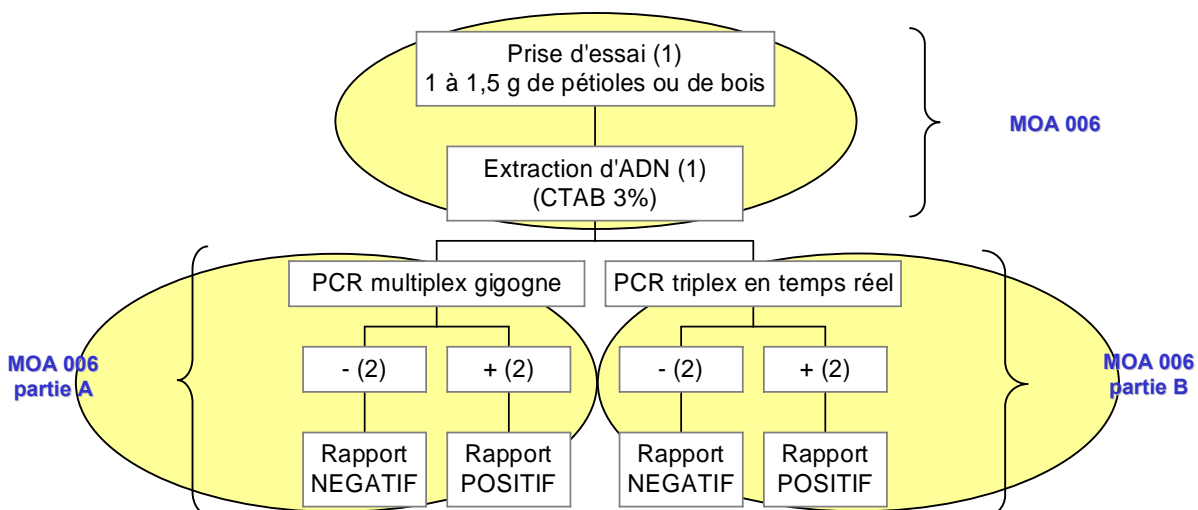 Prise d'essai (1)
1 à 1,5 g de pétioles ou de bois
MOA 006
Extraction d'ADN (1)
(CTAB 3%)
PCR multiplex gigogne
PCR triplex en temps réel
MOA 006
partie A
- (2)
+ (2)
- (2)
+ (2)
MOA 006
partie B
Rapport
NEGATIF
Rapport
POSITIF
Rapport
NEGATIF
Rapport
POSITIF